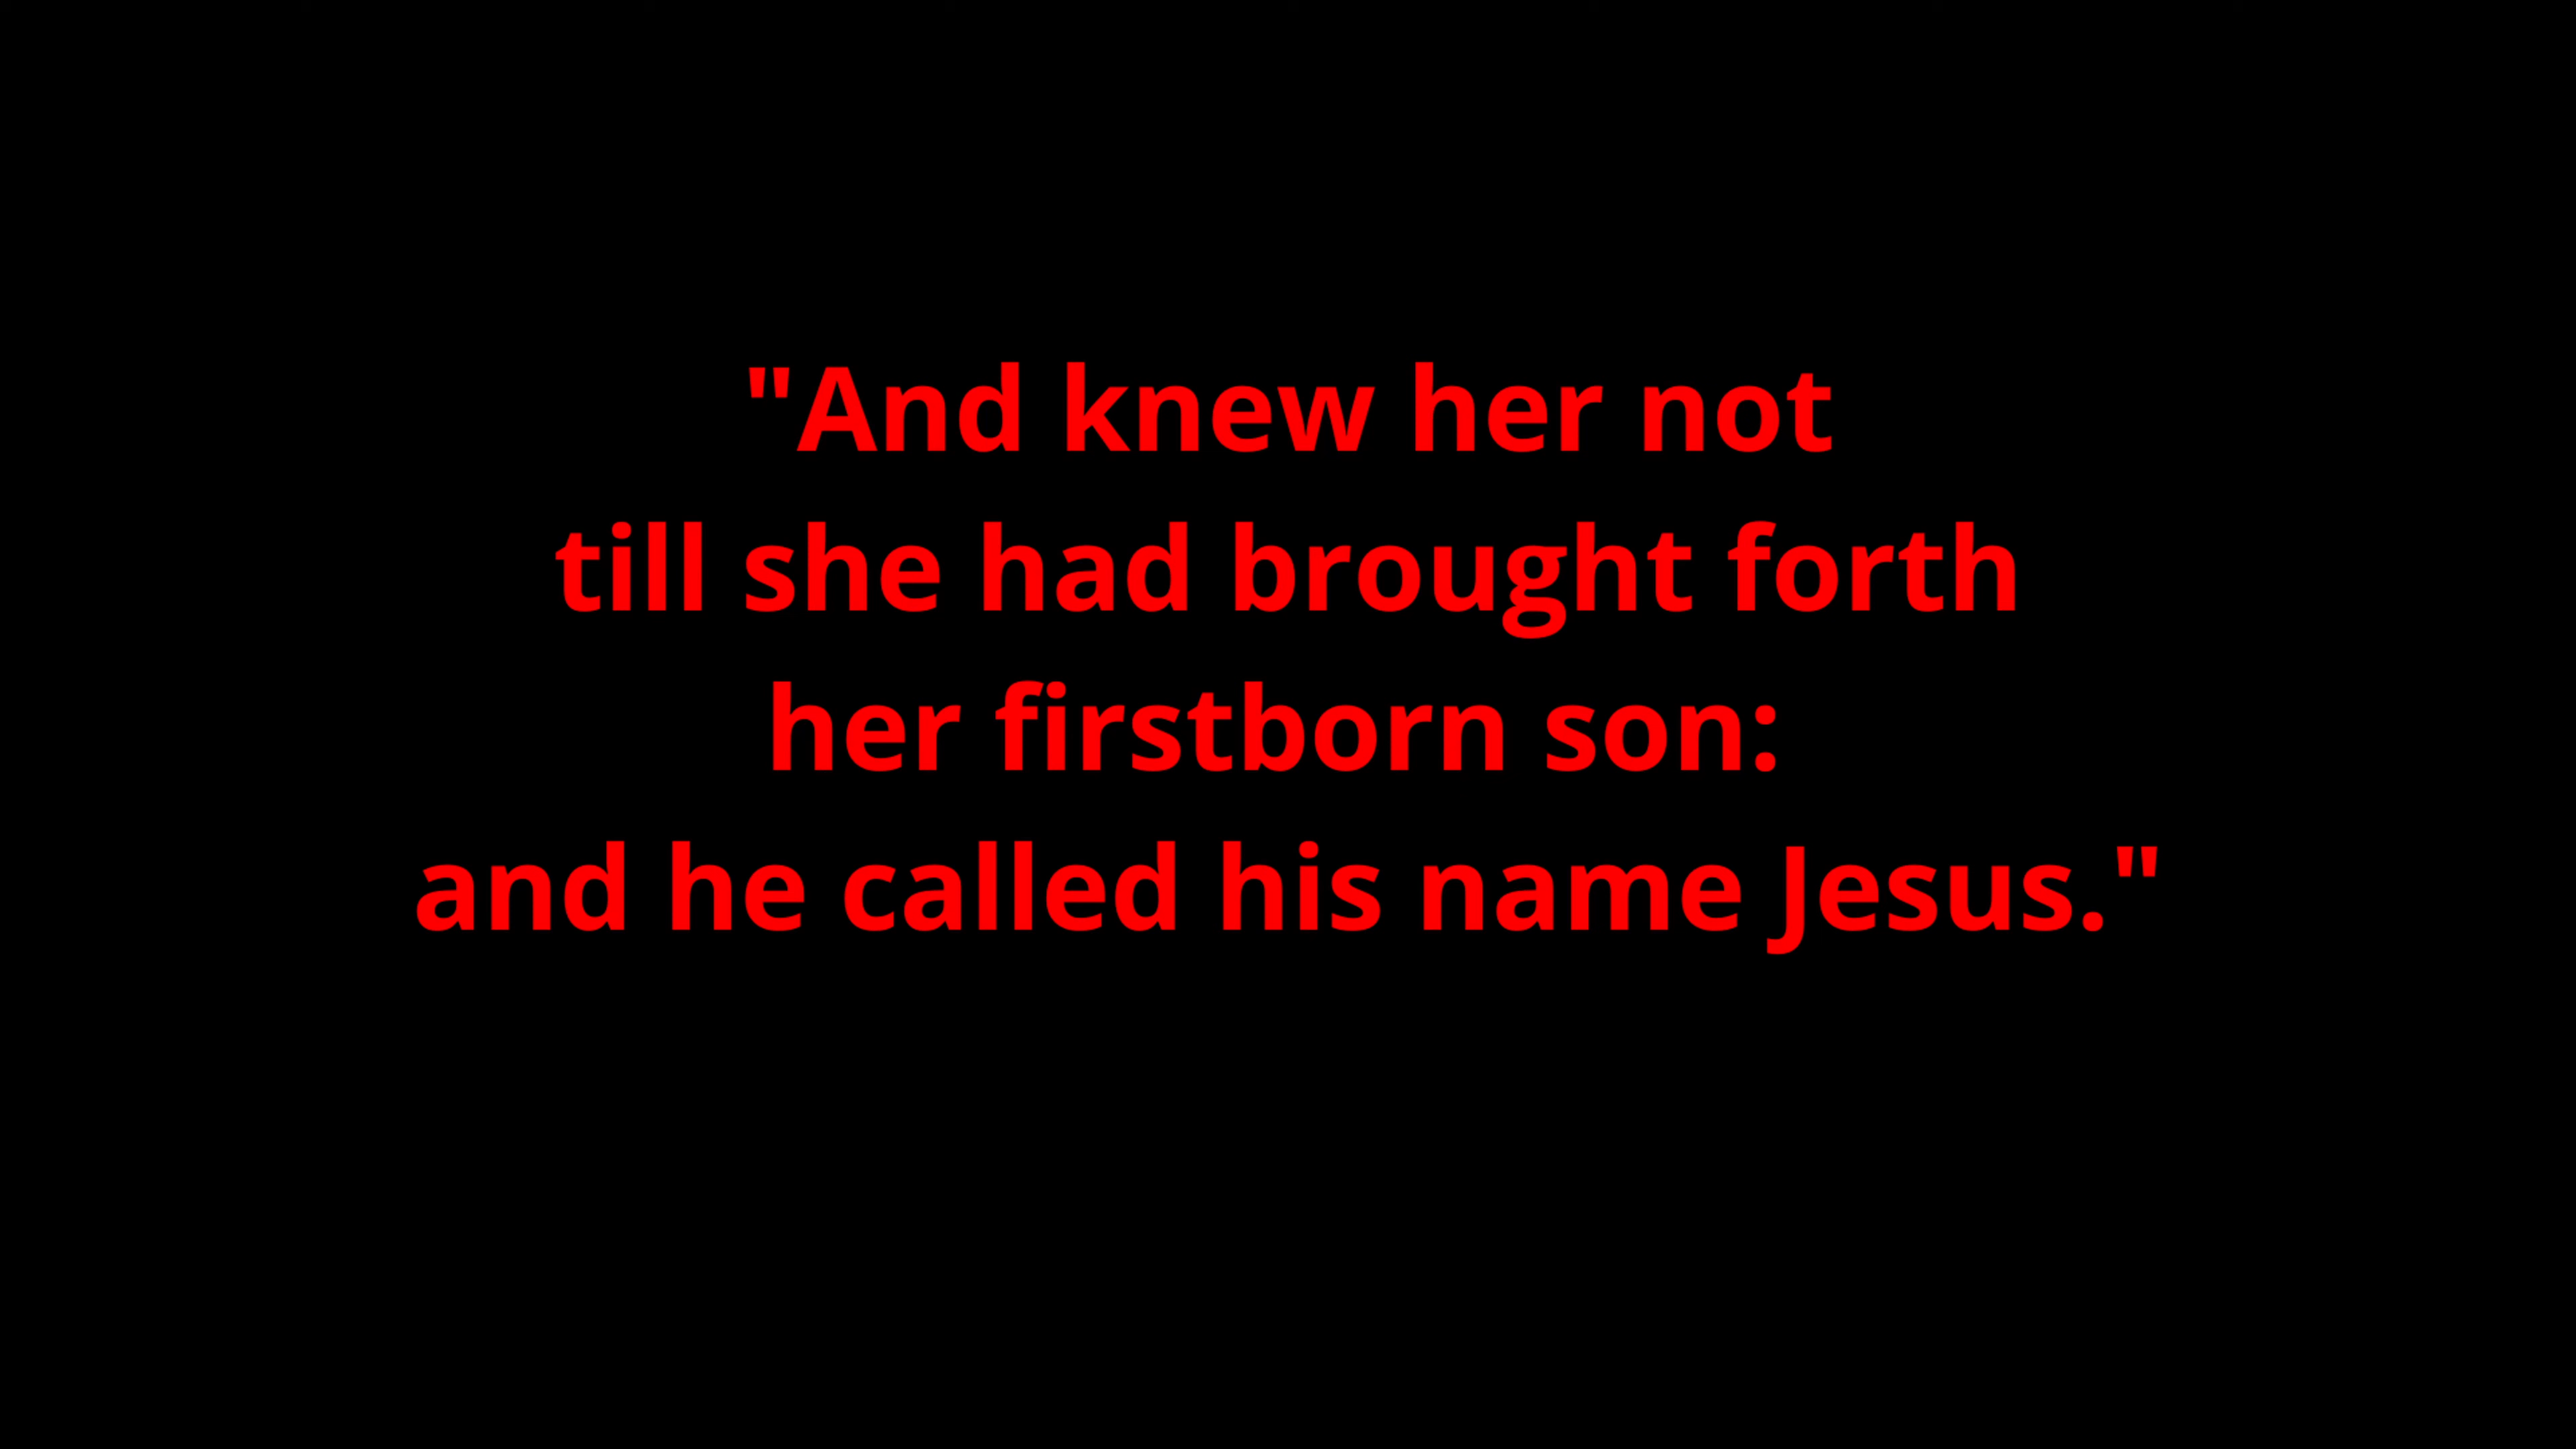 "And knew her not
till she had brought forth
her firstborn son:
and he called his name Jesus."